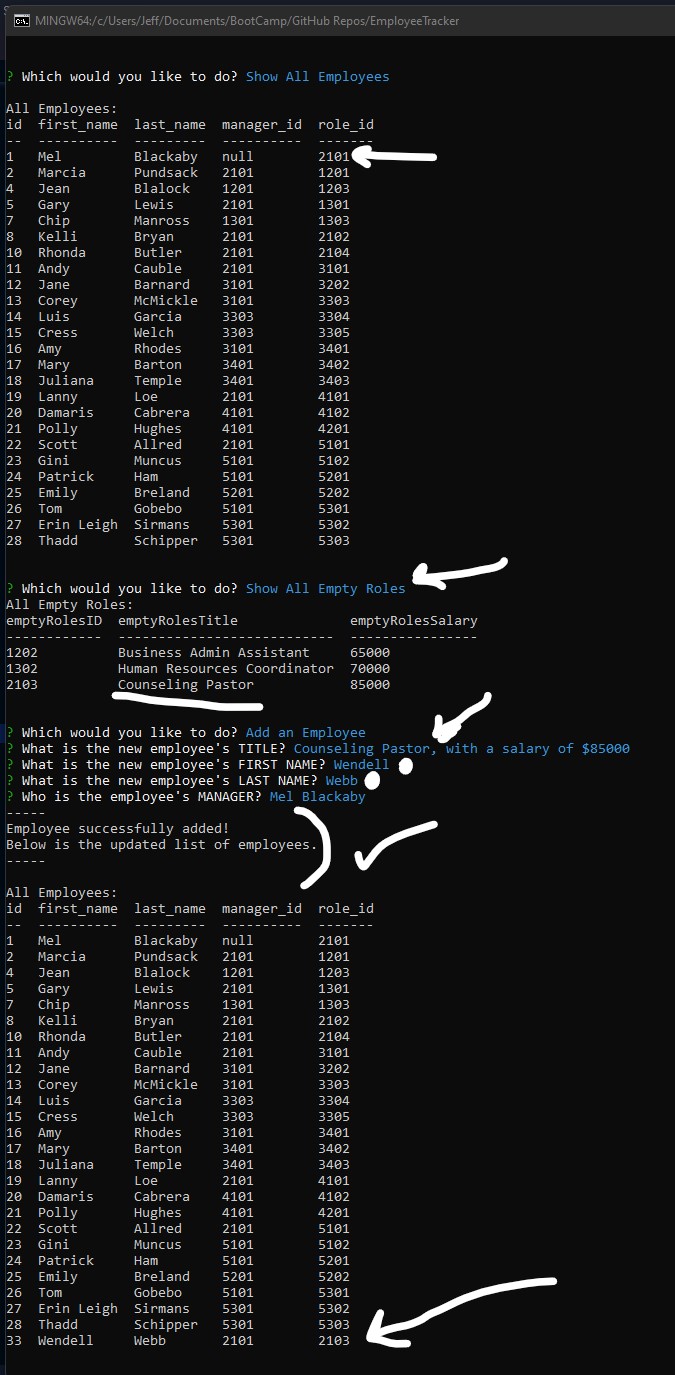 MINGW64:/c/Users/Jeff/Documents/BootCamp/GitHub Repos/EmployeeTracker
? Which would you like to do? Show All Employees
All Employees:
id  first_name  last_name  manager_id  role_id
--  ----------  ---------  ----------  -------
1   Mel         Blackaby   null        2101
2   Marcia      Pundsack   2101        1201
4   Jean        Blalock    1201        1203
5   Gary        Lewis      2101        1301
7   Chip        Manross    1301        1303
8   Kelli       Bryan      2101        2102
10  Rhonda      Butler     2101        2104
11  Andy        Cauble     2101        3101
12  Jane        Barnard    3101        3202
13  Corey       McMickle   3101        3303
14  Luis        Garcia     3303        3304
15  Cress       Welch      3303        3305
16  Amy         Rhodes     3101        3401
17  Mary        Barton     3401        3402
18  Juliana     Temple     3401        3403
19  Lanny       Loe        2101        4101
20  Damaris     Cabrera    4101        4102
21  Polly       Hughes     4101        4201
22  Scott       Allred     2101        5101
23  Gini        Muncus     5101        5102
24  Patrick     Ham        5101        5201
25  Emily       Breland    5201        5202
26  Tom         Gobebo     5101        5301
27  Erin Leigh  Sirmans    5301        5302
28  Thadd       Schipper   5301        5303
? Which would you like to do? Show All Empty Roles
All Empty Roles:
emptyRolesID  emptyRolesTitle              emptyRolesSalary
------------  ---------------------------  ----------------
1202          Business Admin Assistant     65000
1302          Human Resources Coordinator  70000
2103          Counseling Pastor            85000
? Which would you like to do? Add an Employee
? What is the new employee's TITLE? Counseling Pastor, with a salary of $85000
? What is the new employee's FIRST NAME? Wendell
? What is the new employee's LAST NAME? Webb
? Who is the employee's MANAGER? Mel Blackaby
-----
Employee successfully added!
Below is the updated list of employees.
-----
All Employees:
id  first_name  last_name  manager_id  role_id
--  ----------  ---------  ----------  -------
1   Mel         Blackaby   null        2101
2   Marcia      Pundsack   2101        1201
4   Jean        Blalock    1201        1203
5   Gary        Lewis      2101        1301
7   Chip        Manross    1301        1303
8   Kelli       Bryan      2101        2102
10  Rhonda      Butler     2101        2104
11  Andy        Cauble     2101        3101
12  Jane        Barnard    3101        3202
13  Corey       McMickle   3101        3303
14  Luis        Garcia     3303        3304
15  Cress       Welch      3303        3305
16  Amy         Rhodes     3101        3401
17  Mary        Barton     3401        3402
18  Juliana     Temple     3401        3403
19  Lanny       Loe        2101        4101
20  Damaris     Cabrera    4101        4102
21  Polly       Hughes     4101        4201
22  Scott       Allred     2101        5101
23  Gini        Muncus     5101        5102
24  Patrick     Ham        5101        5201
25  Emily       Breland    5201        5202
26  Tom         Gobebo     5101        5301
27  Erin Leigh  Sirmans    5301        5302
28  Thadd       Schipper   5301        5303
33  Wendell     Webb       2101        2103